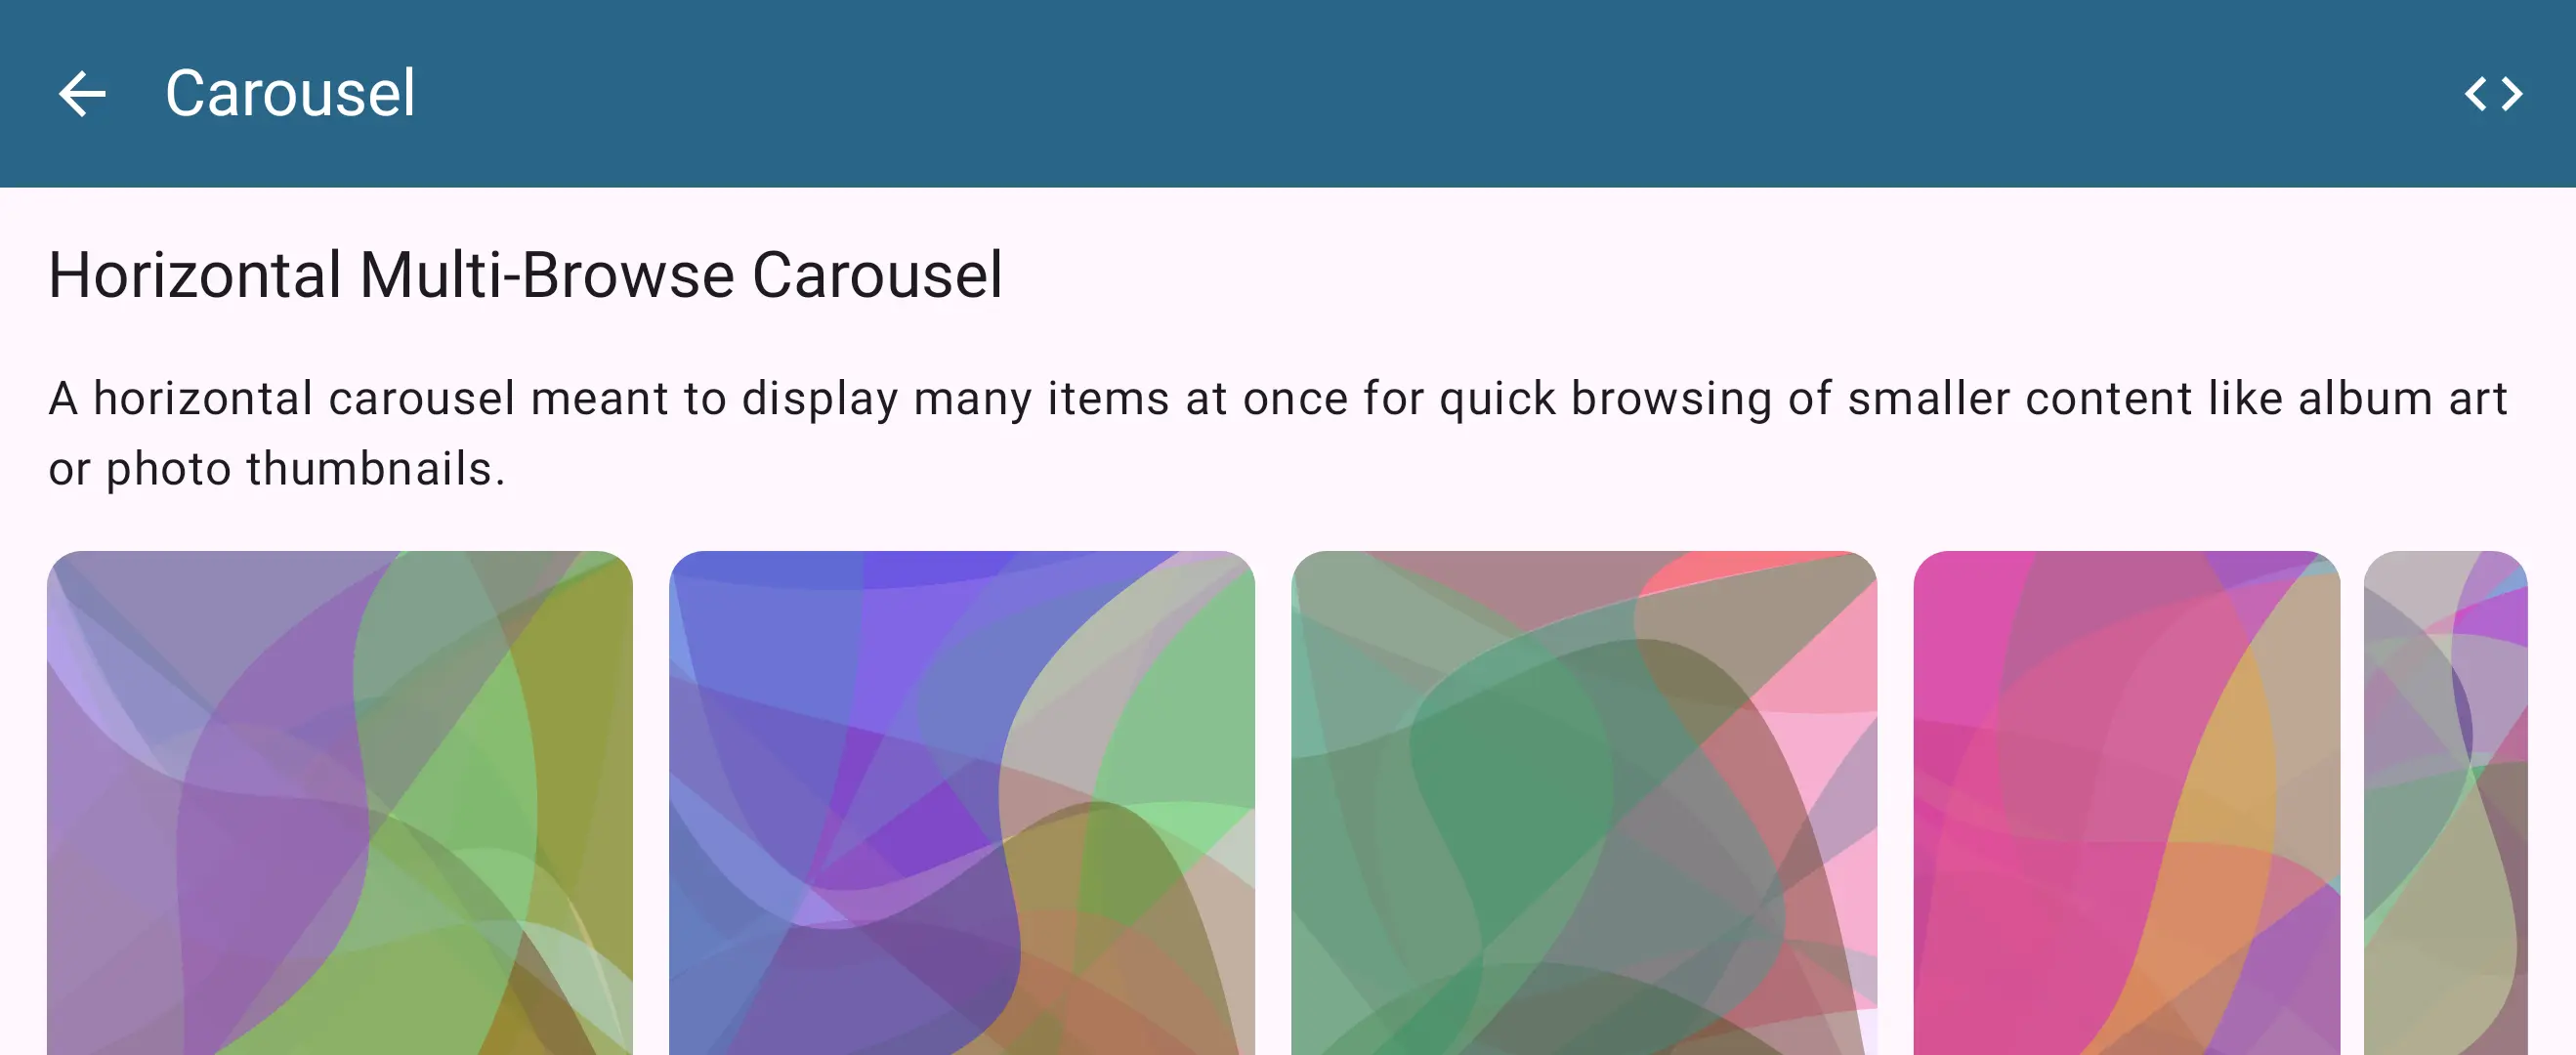 Carousel
Horizontal Multi-Browse Carousel
A horizontal carousel meant to display many items at once for quick browsing of smaller content like album art
or photo thumbnails.